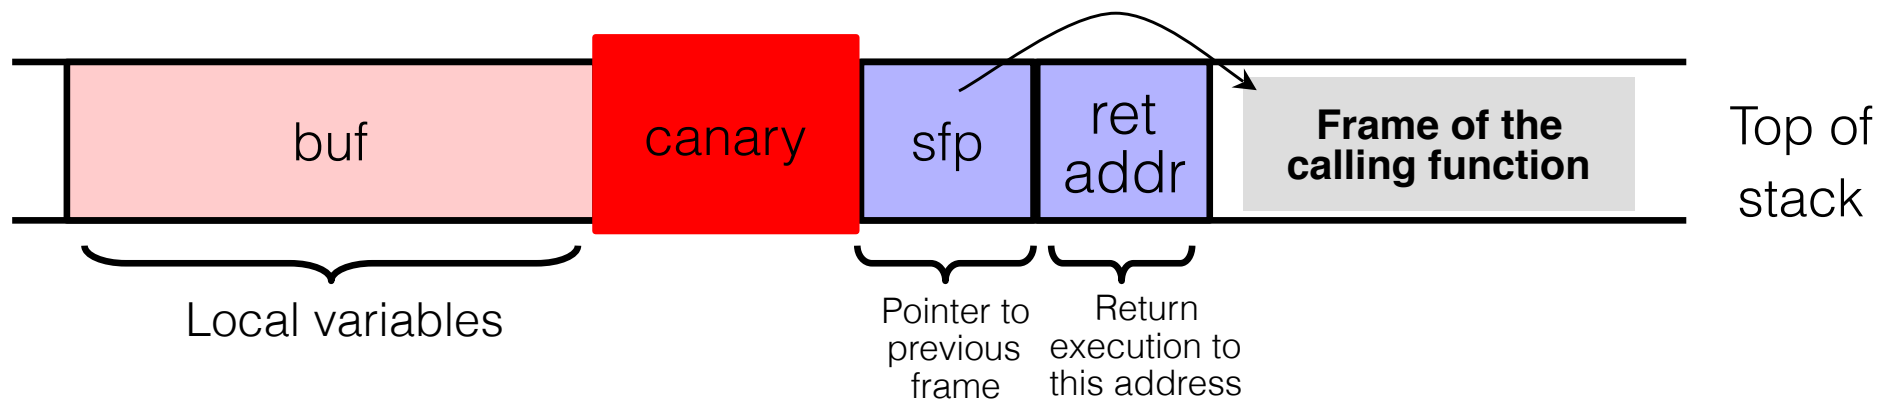 buf
canary
sfp
ret
addr
Frame of the
calling function
Top of
stack
Local variables
Pointer to
previous
frame
Return
execution to
this address